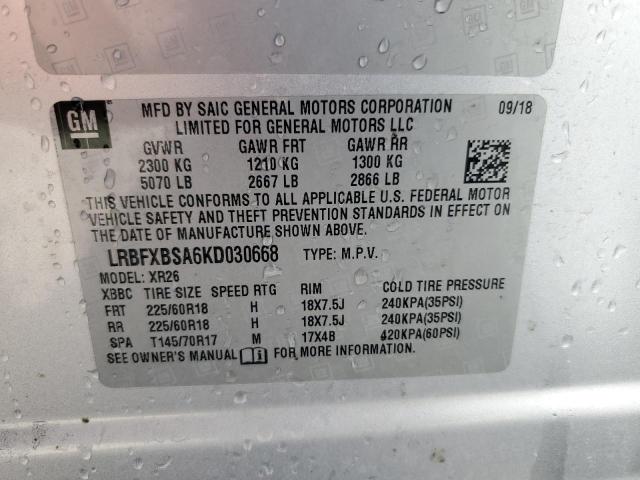 GM
MFD BY SAIC GENERAL MOTORS CORPORATION 09/18
LIMITED FOR GENERAL MOTORS LLC
GVWR GAWR FRT GAWR RR
2300 KG 1210 KG 1300 KG
5070 LB 2667 LB 2866 LB
THIS VEHICLE CONFORMS TO ALL APPLICABLE U.S. FEDERAL MOTOR
VEHICLE SAFETY AND THEFT PREVENTION STANDARDS IN EFFECT ON
THE DATE OF MANUFACTURE SHOWN ABOVE.
LRBFXBSA6KD030668 TYPE: M.P.V.
MODEL: XR26
XBBC TIRE SIZE SPEED RTG RIM COLD TIRE PRESSURE
FRT 225/60R18 H 18X7.5J 240KPA(35PSI)
RR 225/60R18 H 18X7.5J 240KPA(35PSI)
SPA T145/70R17 M 17X4B 420KPA(60PSI)
SEE OWNER'S MANUAL FOR MORE INFORMATION.